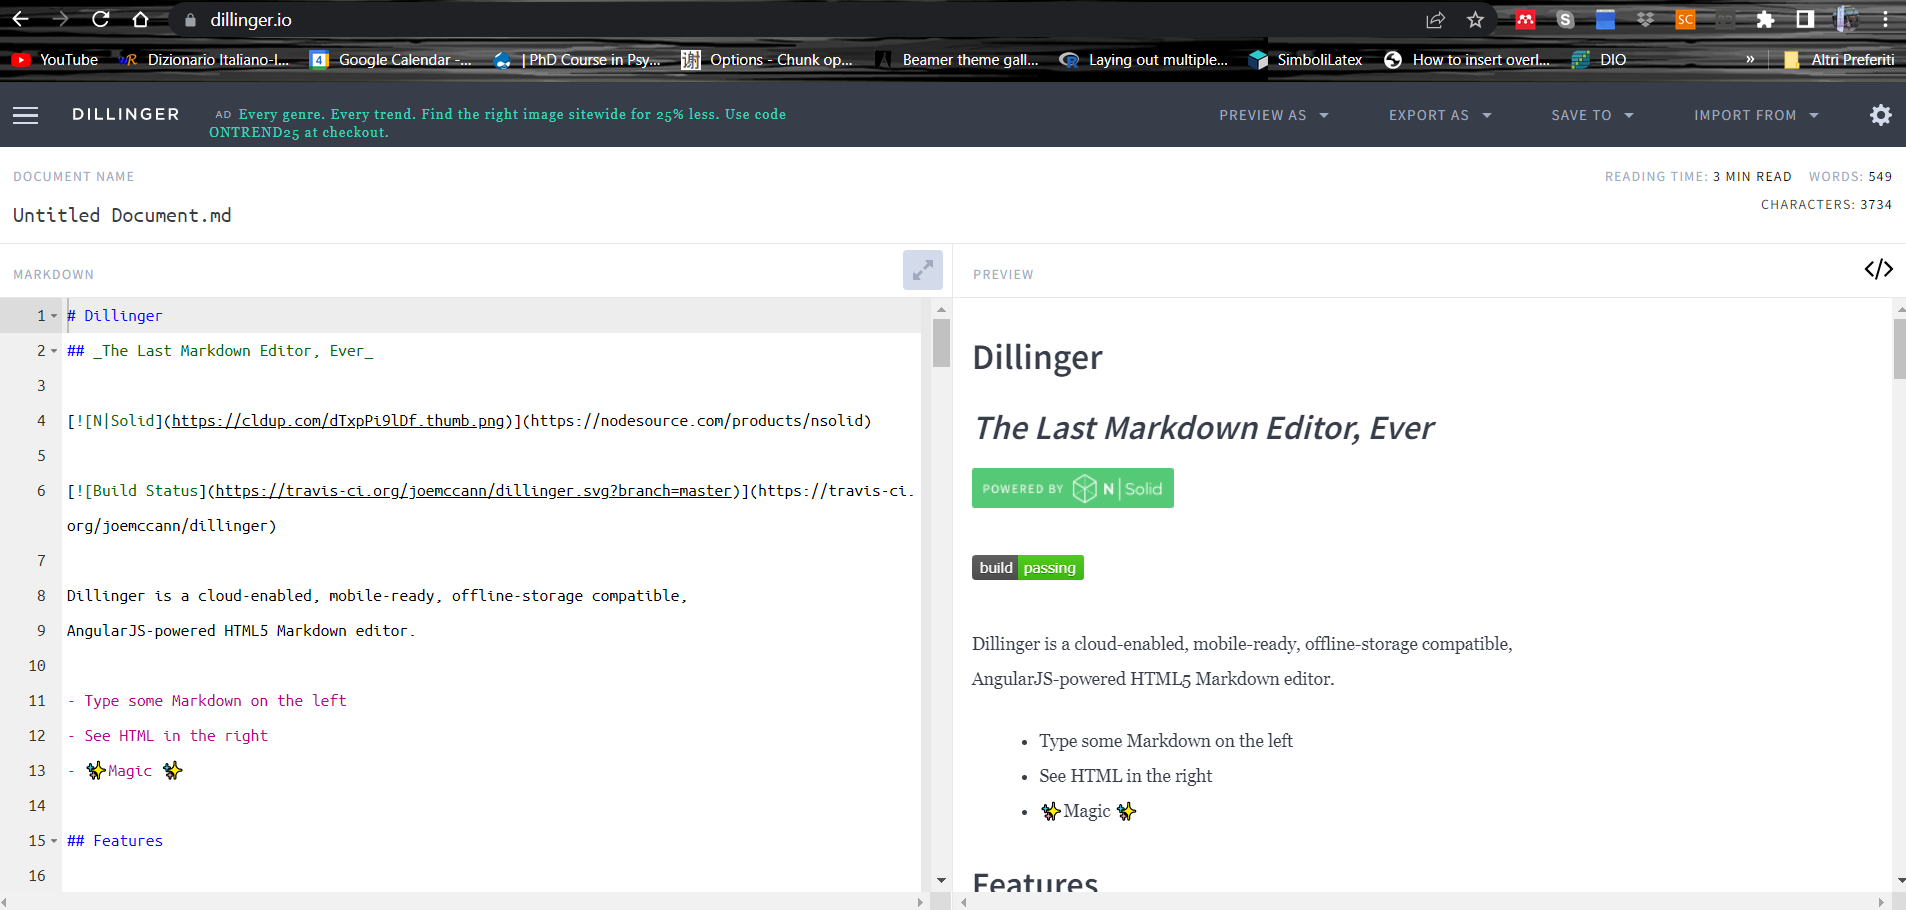 dillinger.io
SC
YouTube
WR Dizionario Italiano-I...
4 Google Calendar -...
| PhD Course in Psy...
谢 Options - Chunk op...
Beamer theme gall...
Laying out multiple...
SimboliLatex
How to insert overl...
DIO
»
Altri Preferiti
DILLINGER
AD Every genre. Every trend. Find the right image sitewide for 25% less. Use code
ONTREND25 at checkout.
PREVIEW AS
EXPORT AS
SAVE TO
IMPORT FROM
DOCUMENT NAME
READING TIME: 3 MIN READ WORDS: 549
CHARACTERS: 3734
Untitled Document.md
MARKDOWN
1 # Dillinger
2 ## _The Last Markdown Editor, Ever_
3
4 [![N|Solid](https://cldup.com/dTxpPi9lDf.thumb.png)](https://nodesource.com/products/nsolid)
5
6 [![Build Status](https://travis-ci.org/joemccann/dillinger.svg?branch=master)](https://travis-ci.
org/joemccann/dillinger)
7
8 Dillinger is a cloud-enabled, mobile-ready, offline-storage compatible,
9 AngularJS-powered HTML5 Markdown editor.
10
11 - Type some Markdown on the left
12 - See HTML in the right
13 - ✨Magic ✨
14
15 ## Features
16
PREVIEW
</>
Dillinger
The Last Markdown Editor, Ever
POWERED BY N|Solid
build passing
Dillinger is a cloud-enabled, mobile-ready, offline-storage compatible,
AngularJS-powered HTML5 Markdown editor.
• Type some Markdown on the left
• See HTML in the right
• ✨Magic ✨
Features